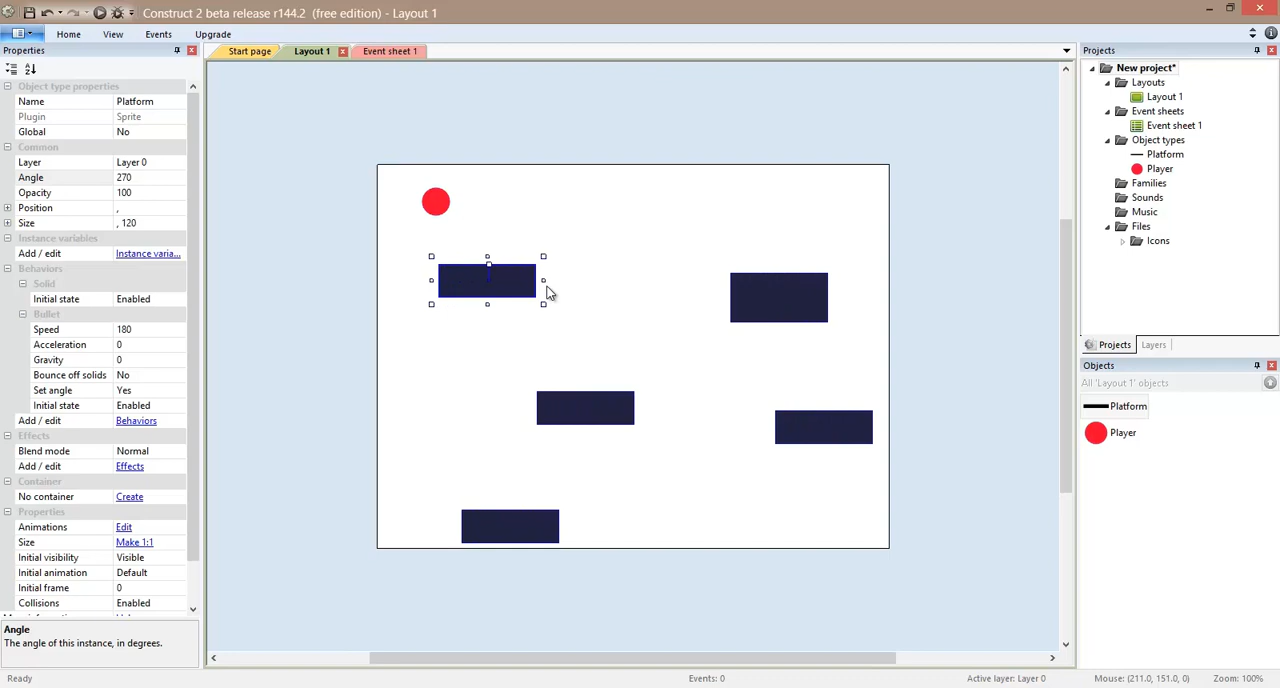 Construct 2 beta release r144.2 (free edition) - Layout 1
Home View Events Upgrade
Properties
Start page Layout 1 Event sheet 1
Object type properties
Name Platform
Plugin Sprite
Global No
Common
Layer Layer 0
Angle 270
Opacity 100
Position ,
Size , 120
Instance variables
Add / edit Instance varia...
Behaviors
Solid
Initial state Enabled
Bullet
Speed 180
Acceleration 0
Gravity 0
Bounce off solids No
Set angle Yes
Initial state Enabled
Add / edit Behaviors
Effects
Blend mode Normal
Add / edit Effects
Container
No container Create
Properties
Animations Edit
Size Make 1:1
Initial visibility Visible
Initial animation Default
Initial frame 0
Collisions Enabled
Angle
The angle of this instance, in degrees.
Projects
New project*
Layouts
Layout 1
Event sheets
Event sheet 1
Object types
Platform
Player
Families
Sounds
Music
Files
Icons
Projects Layers
Objects
All 'Layout 1' objects
Platform
Player
Ready Events: 0 Active layer: Layer 0 Mouse: (211.0, 151.0, 0) Zoom: 100%